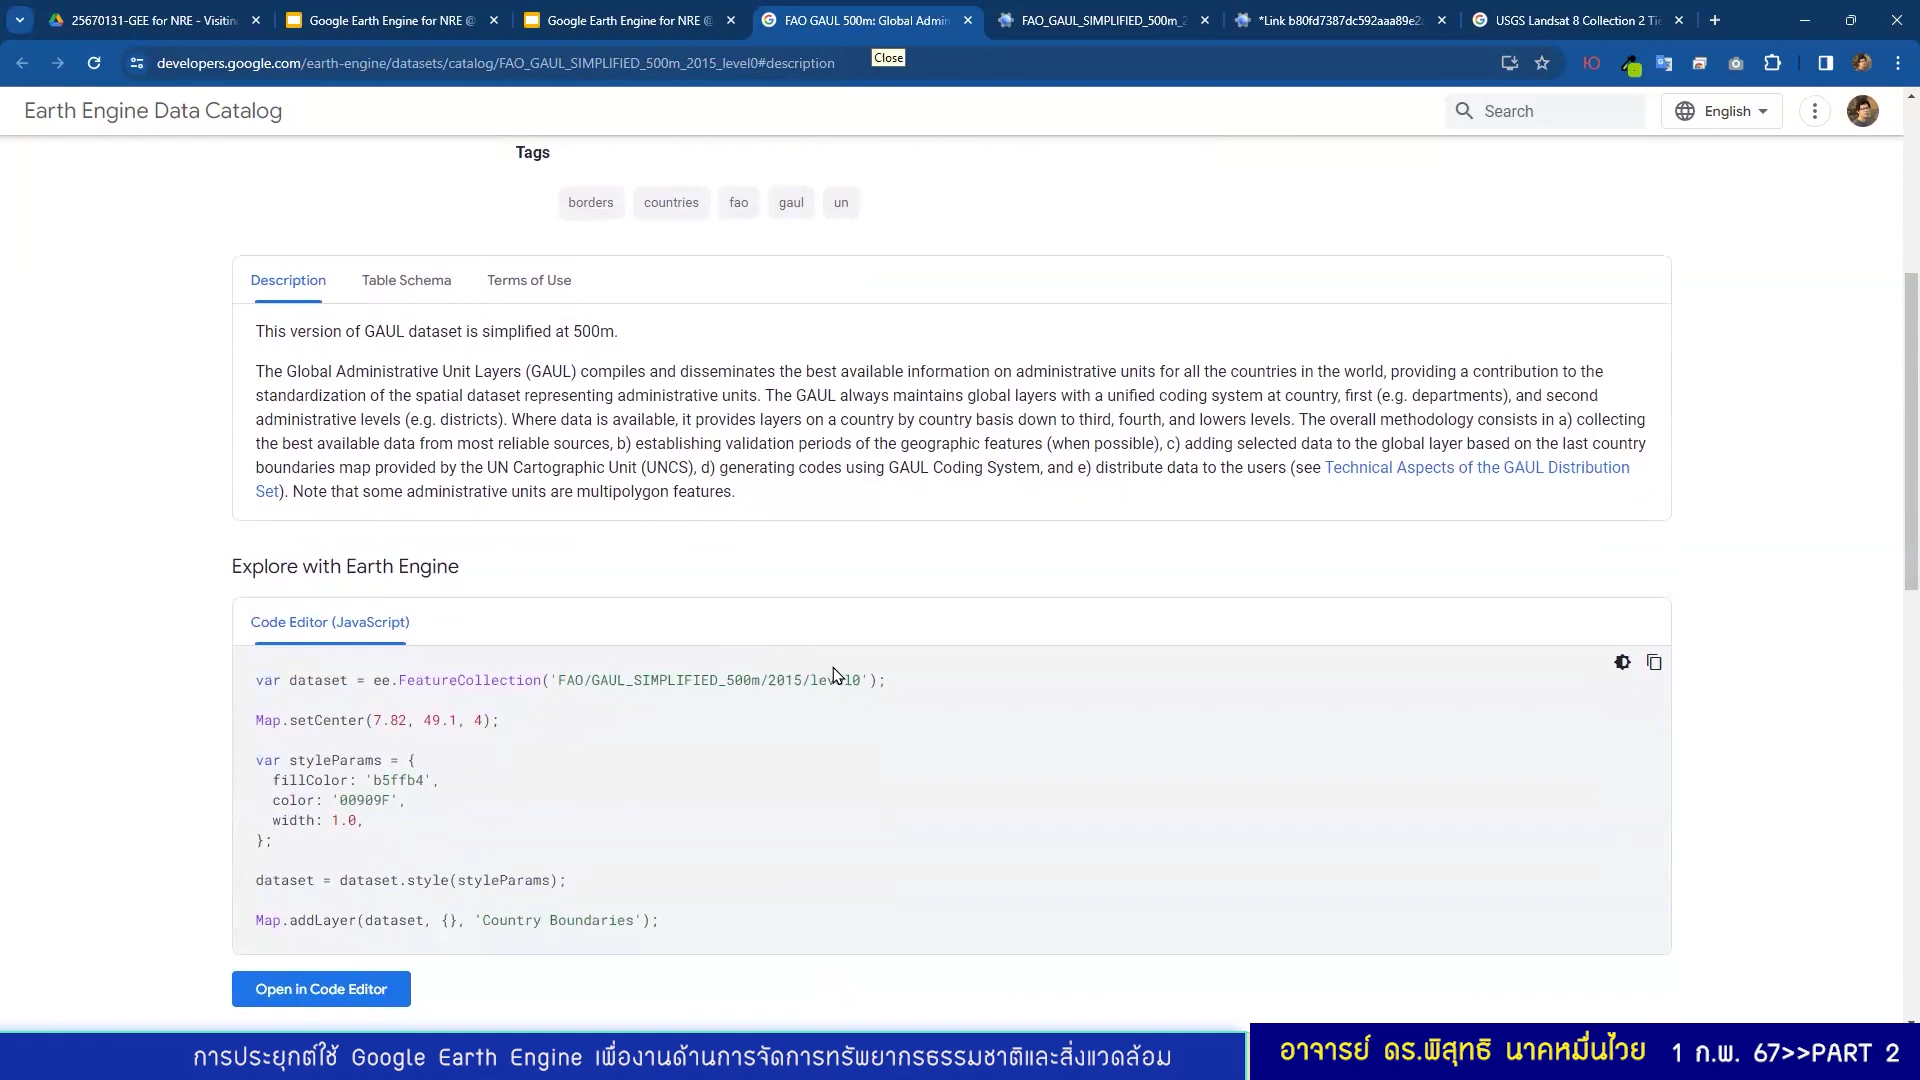 25670131-GEE for NRE - Visitin
Google Earth Engine for NRE @
Google Earth Engine for NRE @
FAO GAUL 500m: Global Admin
FAO_GAUL_SIMPLIFIED_500m_2
*Link b80fd7387dc592aaa89e2
USGS Landsat 8 Collection 2 Tie
developers.google.com/earth-engine/datasets/catalog/FAO_GAUL_SIMPLIFIED_500m_2015_level0#description
Close
Earth Engine Data Catalog
Search
English
Tags
borders
countries
fao
gaul
un
Description
Table Schema
Terms of Use
This version of GAUL dataset is simplified at 500m.
The Global Administrative Unit Layers (GAUL) compiles and disseminates the best available information on administrative units for all the countries in the world, providing a contribution to the
standardization of the spatial dataset representing administrative units. The GAUL always maintains global layers with a unified coding system at country, first (e.g. departments), and second
administrative levels (e.g. districts). Where data is available, it provides layers on a country by country basis down to third, fourth, and lowers levels. The overall methodology consists in a) collecting
the best available data from most reliable sources, b) establishing validation periods of the geographic features (when possible), c) adding selected data to the global layer based on the last country
boundaries map provided by the UN Cartographic Unit (UNCS), d) generating codes using GAUL Coding System, and e) distribute data to the users (see Technical Aspects of the GAUL Distribution
Set). Note that some administrative units are multipolygon features.
Explore with Earth Engine
Code Editor (JavaScript)
var dataset = ee.FeatureCollection('FAO/GAUL_SIMPLIFIED_500m/2015/level0');
Map.setCenter(7.82, 49.1, 4);
var styleParams = {
fillColor: 'b5ffb4',
color: '00909F',
width: 1.0,
};
dataset = dataset.style(styleParams);
Map.addLayer(dataset, {}, 'Country Boundaries');
Open in Code Editor
การประยุกต์ใช้ Google Earth Engine เพื่องานด้านการจัดการทรัพยากรธรรมชาติและสิ่งแวดล้อม
อาจารย์ ดร.พิสุทธิ นาคหมื่นไวย 1 ก.พ. 67>>PART 2